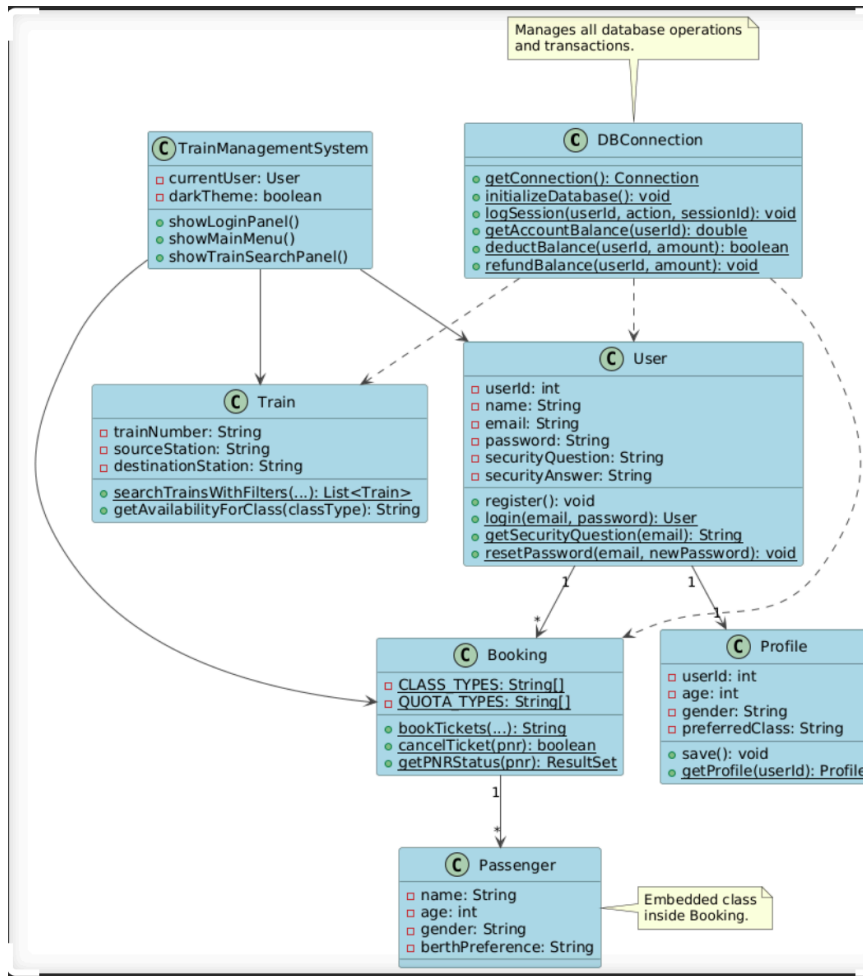 Manages all database operations
and transactions.
C TrainManagementSystem
currentUser: User
darkTheme: boolean
showLoginPanel()
showMainMenu()
showTrainSearchPanel()
C DBConnection
getConnection(): Connection
initializeDatabase(): void
logSession(userId, action, sessionId): void
getAccountBalance(userId): double
deductBalance(userId, amount): boolean
refundBalance(userId, amount): void
C Train
trainNumber: String
sourceStation: String
destinationStation: String
searchTrainsWithFilters(...): List<Train>
getAvailabilityForClass(classType): String
C User
userId: int
name: String
email: String
password: String
securityQuestion: String
securityAnswer: String
register(): void
login(email, password): User
getSecurityQuestion(email): String
resetPassword(email, newPassword): void
1
*
1
1
C Booking
CLASS_TYPES: String[]
QUOTA_TYPES: String[]
bookTickets(...): String
cancelTicket(pnr): boolean
getPNRStatus(pnr): ResultSet
C Profile
userId: int
age: int
gender: String
preferredClass: String
save(): void
getProfile(userId): Profile
1
*
C Passenger
name: String
age: int
gender: String
berthPreference: String
Embedded class
inside Booking.